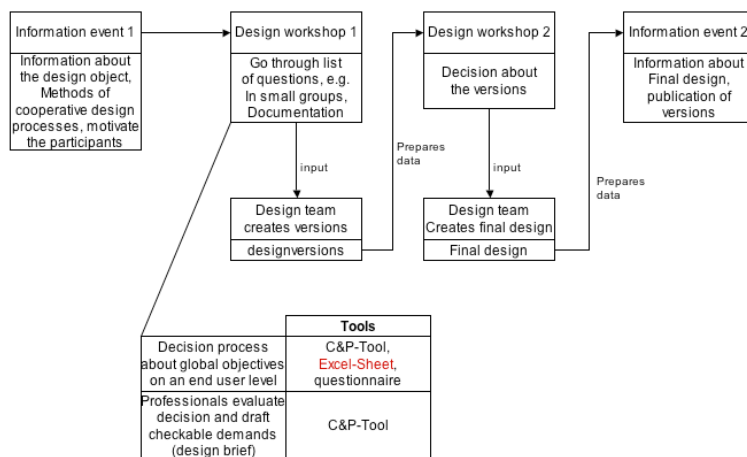 Information event 1
Information about
the design object,
Methods of
cooperative design
processes, motivate
the participants
Design workshop 1
Go through list
of questions, e.g.
In small groups,
Documentation
input
Design team
creates versions
designversions
Prepares
data
Design workshop 2
Decision about
the versions
input
Design team
Creates final design
Final design
Prepares
data
Information event 2
Information about
Final design,
publication of
versions
Tools
Decision process
about global objectives
on an end user level
C&P-Tool,
Excel-Sheet,
questionnaire
Professionals evaluate
decision and draft
checkable demands
(design brief)
C&P-Tool